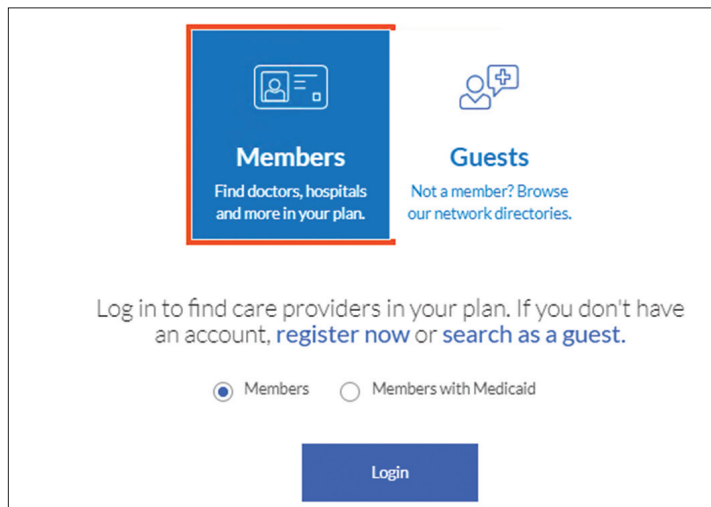 Members
Find doctors, hospitals
and more in your plan.
Guests
Not a member? Browse
our network directories.
Log in to find care providers in your plan. If you don't have
an account, register now or search as a guest.
Members
Members with Medicaid
Login